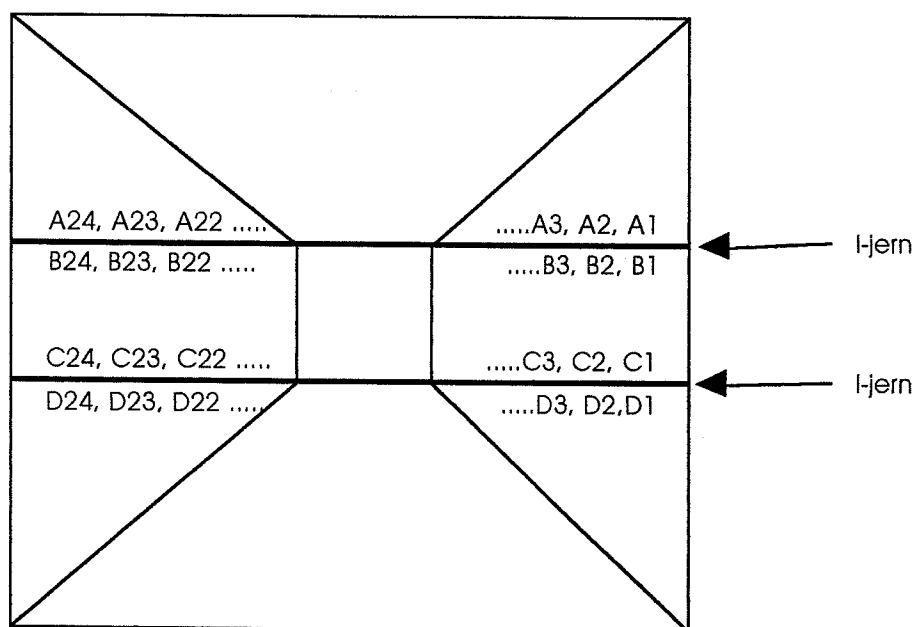 A24, A23, A22 .....
.....A3, A2, A1
I-jern
B24, B23, B22 .....
.....B3, B2, B1
C24, C23, C22 .....
.....C3, C2, C1
I-jern
D24, D23, D22 .....
.....D3, D2,D1